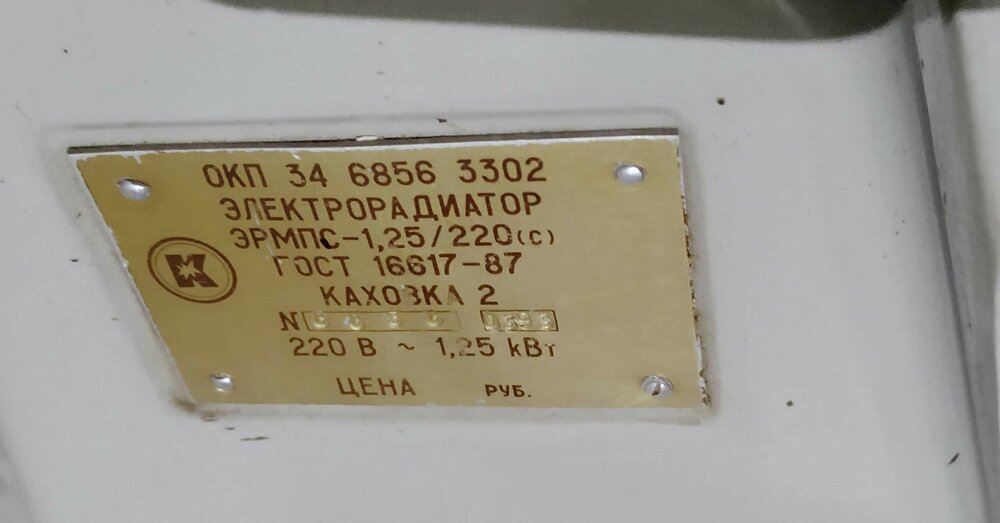 ОКП 34 6856 3302
ЭЛЕКТРОРАДИАТОР
ЭРМПС-1,25/220(с)
ГОСТ 16617-87
К
КАХОВКА 2
N
220 В ~ 1,25 кВт
ЦЕНА РУБ.